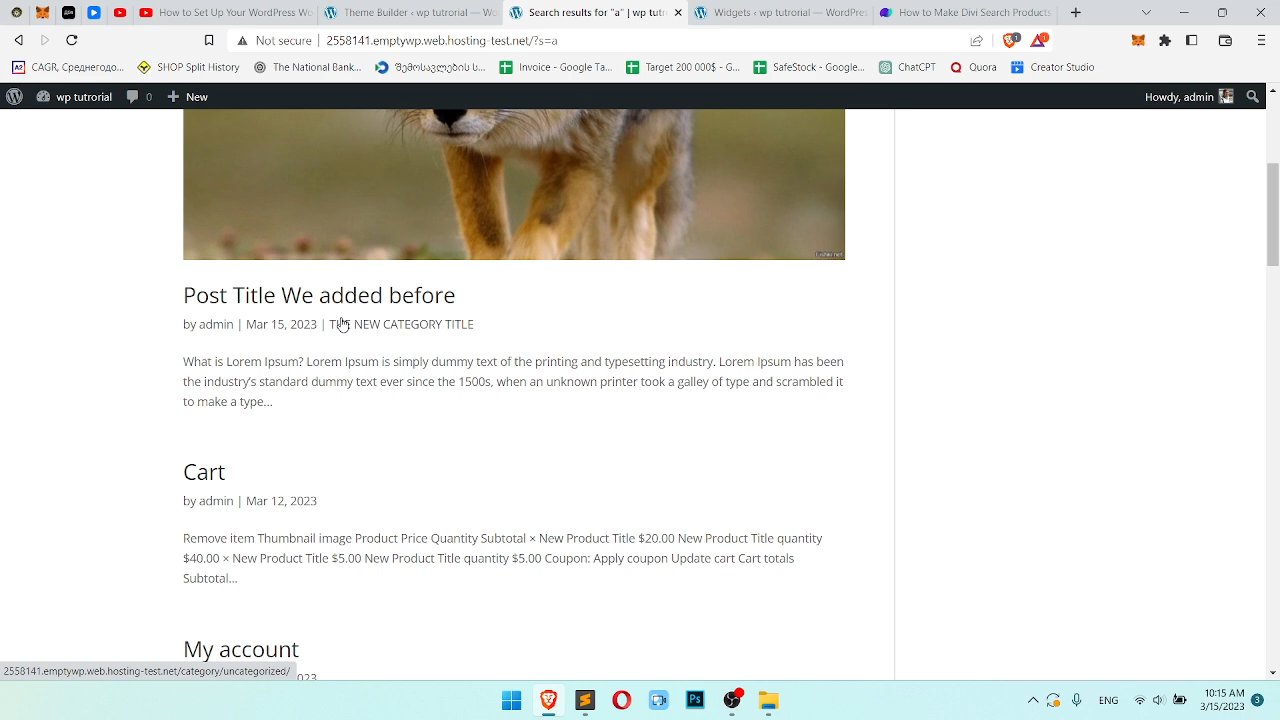 How to Set Up Your WordPress Wo
Theme Builder - wp tutorial — Wo
Search results for "a" | wp tuto
Widgets ‹ wp tutorial — WordPres
How to Make Divi Search Products
Not secure | 2558141.emptywp.web.hosting-test.net/?s=a
1
1
CAGR, Среднегодо...
SHOP Split History
The National Bank...
Invoice - Google Ta...
Target 200 000$ - G...
SafeStock - Google...
ChatCPT
Quora
Creator Studio
wp tutorial
0
New
Howdy, admin
Post Title We added before
by admin | Mar 15, 2023 | THE NEW CATEGORY TITLE
What is Lorem Ipsum? Lorem Ipsum is simply dummy text of the printing and typesetting industry. Lorem Ipsum has been
the industry's standard dummy text ever since the 1500s, when an unknown printer took a galley of type and scrambled it
to make a type...
Cart
by admin | Mar 12, 2023
Remove item Thumbnail image Product Price Quantity Subtotal × New Product Title $20.00 New Product Title quantity
$40.00 × New Product Title $5.00 New Product Title quantity $5.00 Coupon: Apply coupon Update cart Cart totals
Subtotal...
My account
2558141.emptywp.web.hosting-test.net/category/uncategorized/
Ps
ENG
10:15 AM
3/15/2023
3